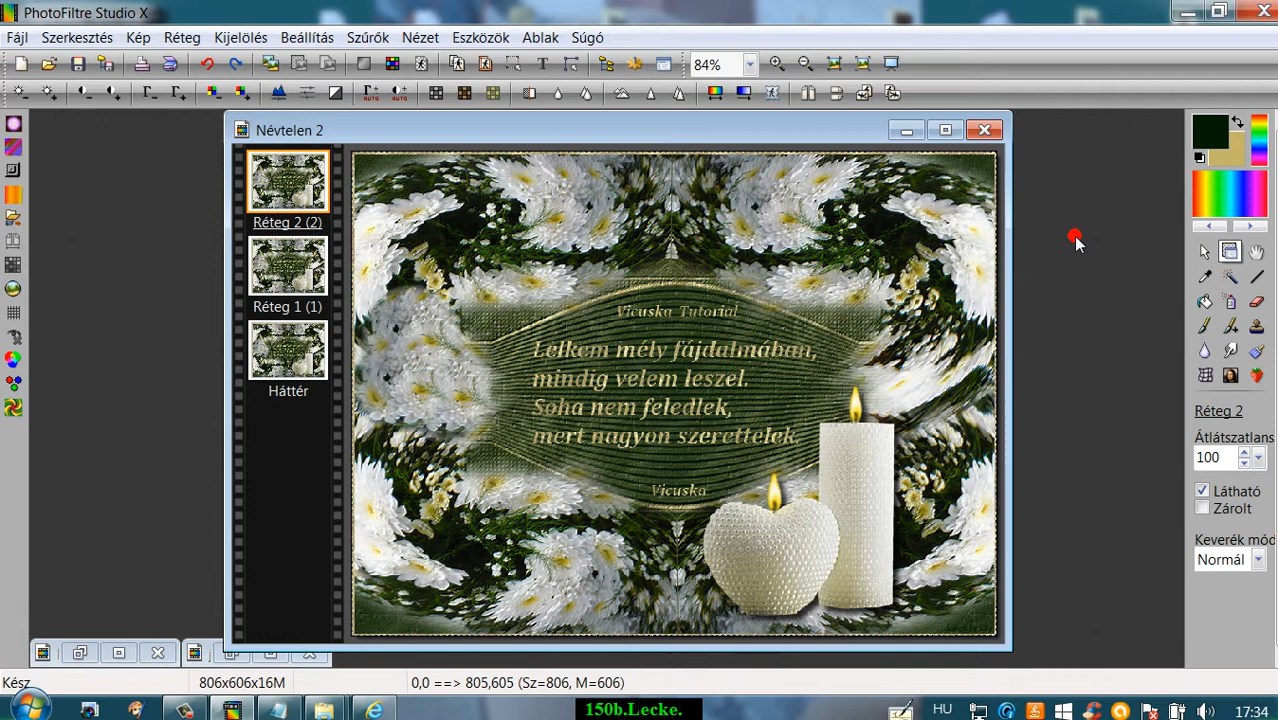 PhotoFiltre Studio X
Fájl Szerkesztés Kép Réteg Kijelölés Beállítás Szűrők Nézet Eszközök Ablak Súgó
84%
AUTO AUTO
Névtelen 2
Réteg 2 (2)
Réteg 1 (1)
Háttér
Vicuska Tutorial
Lelkem mély fájdalmában,
mindig velem leszel.
Soha nem feledlek,
mert nagyon szerettelek.
Vicuska
Réteg 2
Átlátszatlans
100
Látható
Zárolt
Keverék mód
Normál
Kész
806x606x16M
0,0 ==> 805,605 (Sz=806, M=606)
150b.Lecke.
HU
17:34